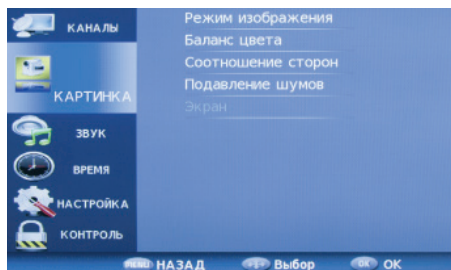 КАНАЛЫ
КАРТИНКА
ЗВУК
ВРЕМЯ
НАСТРОЙКА
КОНТРОЛЬ
Режим изображения
Баланс цвета
Соотношение сторон
Подавление шумов
Экран
MENU НАЗАД Выбор OK ОК